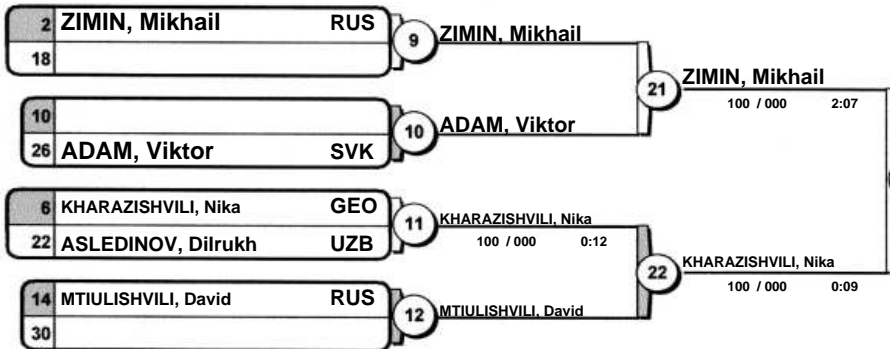 2 ZIMIN, Mikhail RUS
18
9
ZIMIN, Mikhail
10
26 ADAM, Viktor SVK
10
ADAM, Viktor
21
ZIMIN, Mikhail
100 / 000 2:07
6 KHARAZISHVILI, Nika GEO
22 ASLEDINOV, Dilrukh UZB
11
KHARAZISHVILI, Nika
100 / 000 0:12
14 MTIULISHVILI, David RUS
30
12
MTIULISHVILI, David
22
KHARAZISHVILI, Nika
100 / 000 0:09